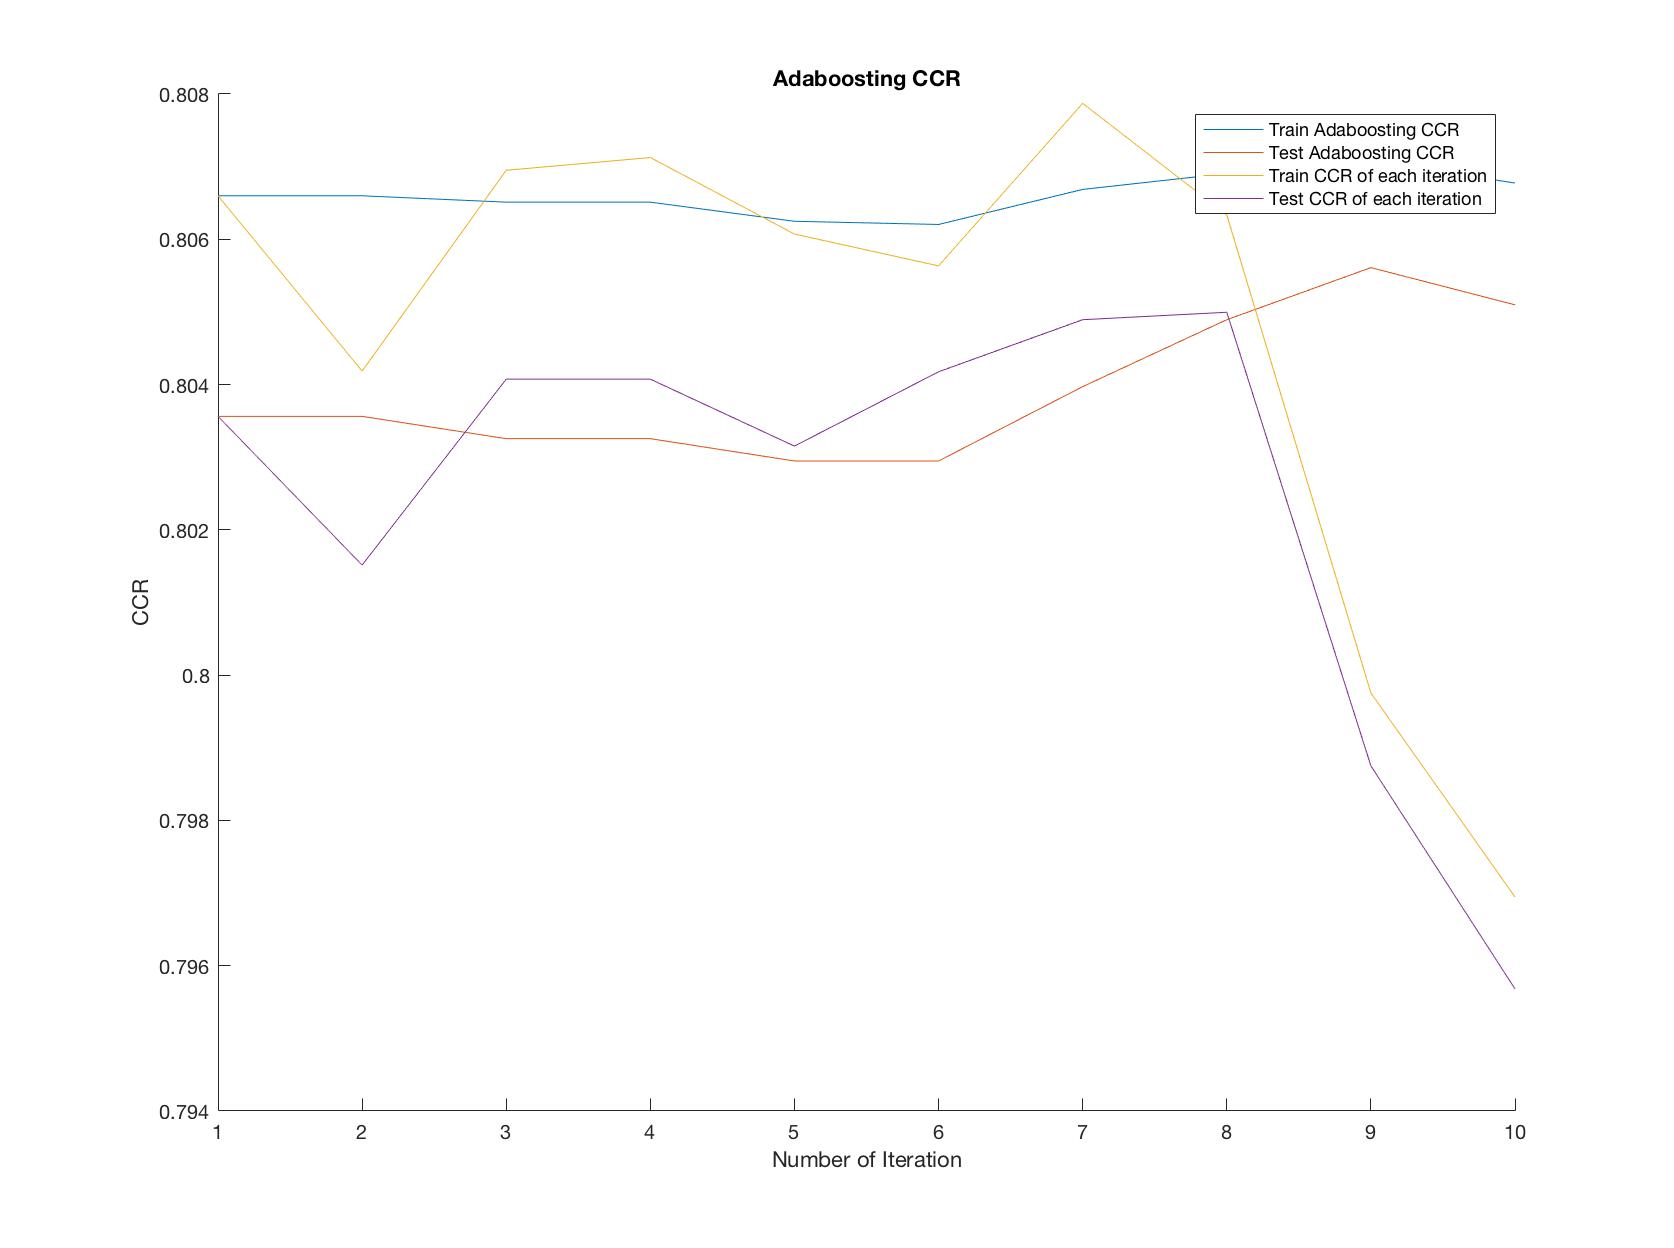 Adaboosting CCR
0.808
0.806
0.804
0.802
0.8
0.798
0.796
0.794
CCR
Train Adaboosting CCR
Test Adaboosting CCR
Train CCR of each iteration
Test CCR of each iteration
1 2 3 4 5 6 7 8 9 10
Number of Iteration